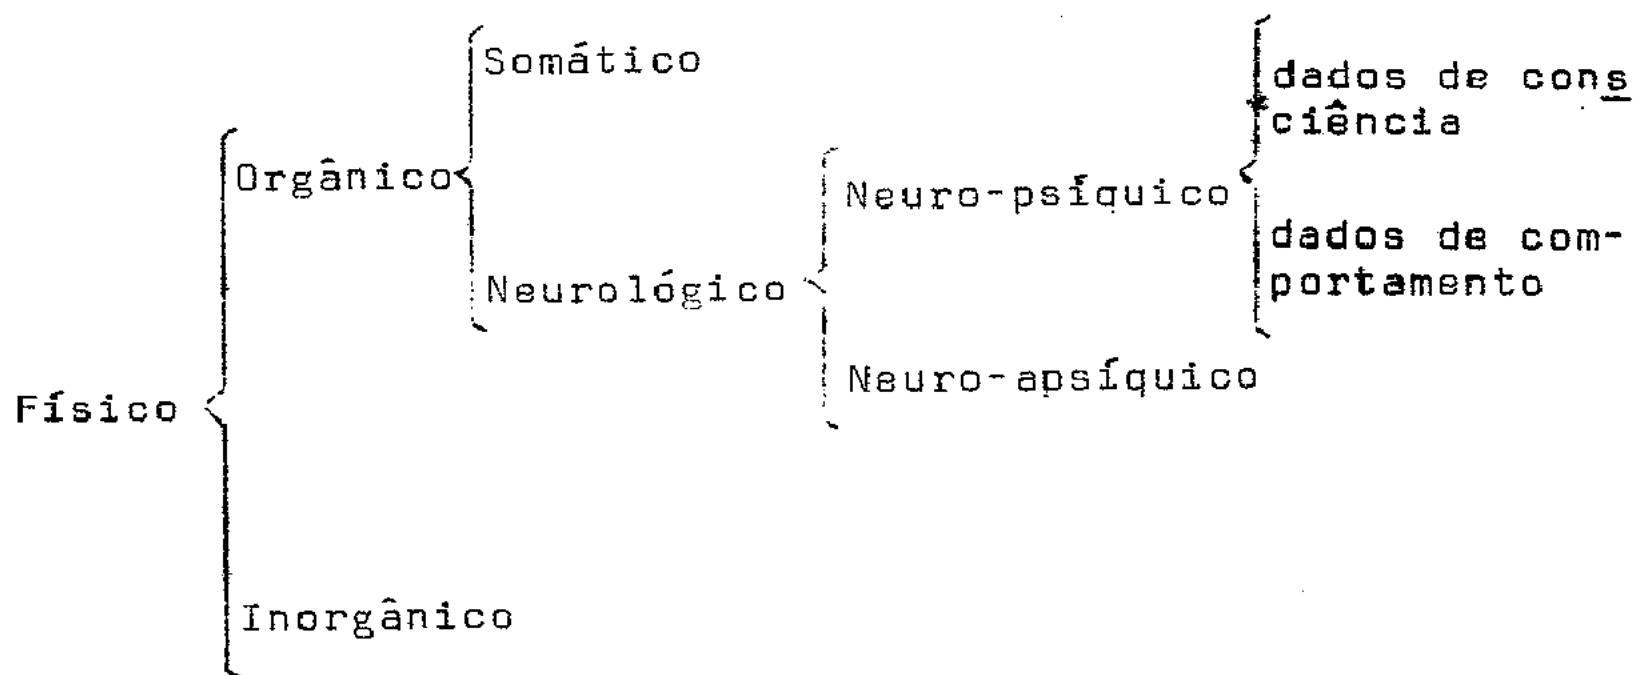 Somático
dados de cons
ciência
Orgânico
Neuro-psíquico
dados de com-
portamento
Neurológico
Neuro-apsíquico
Físico
Inorgânico